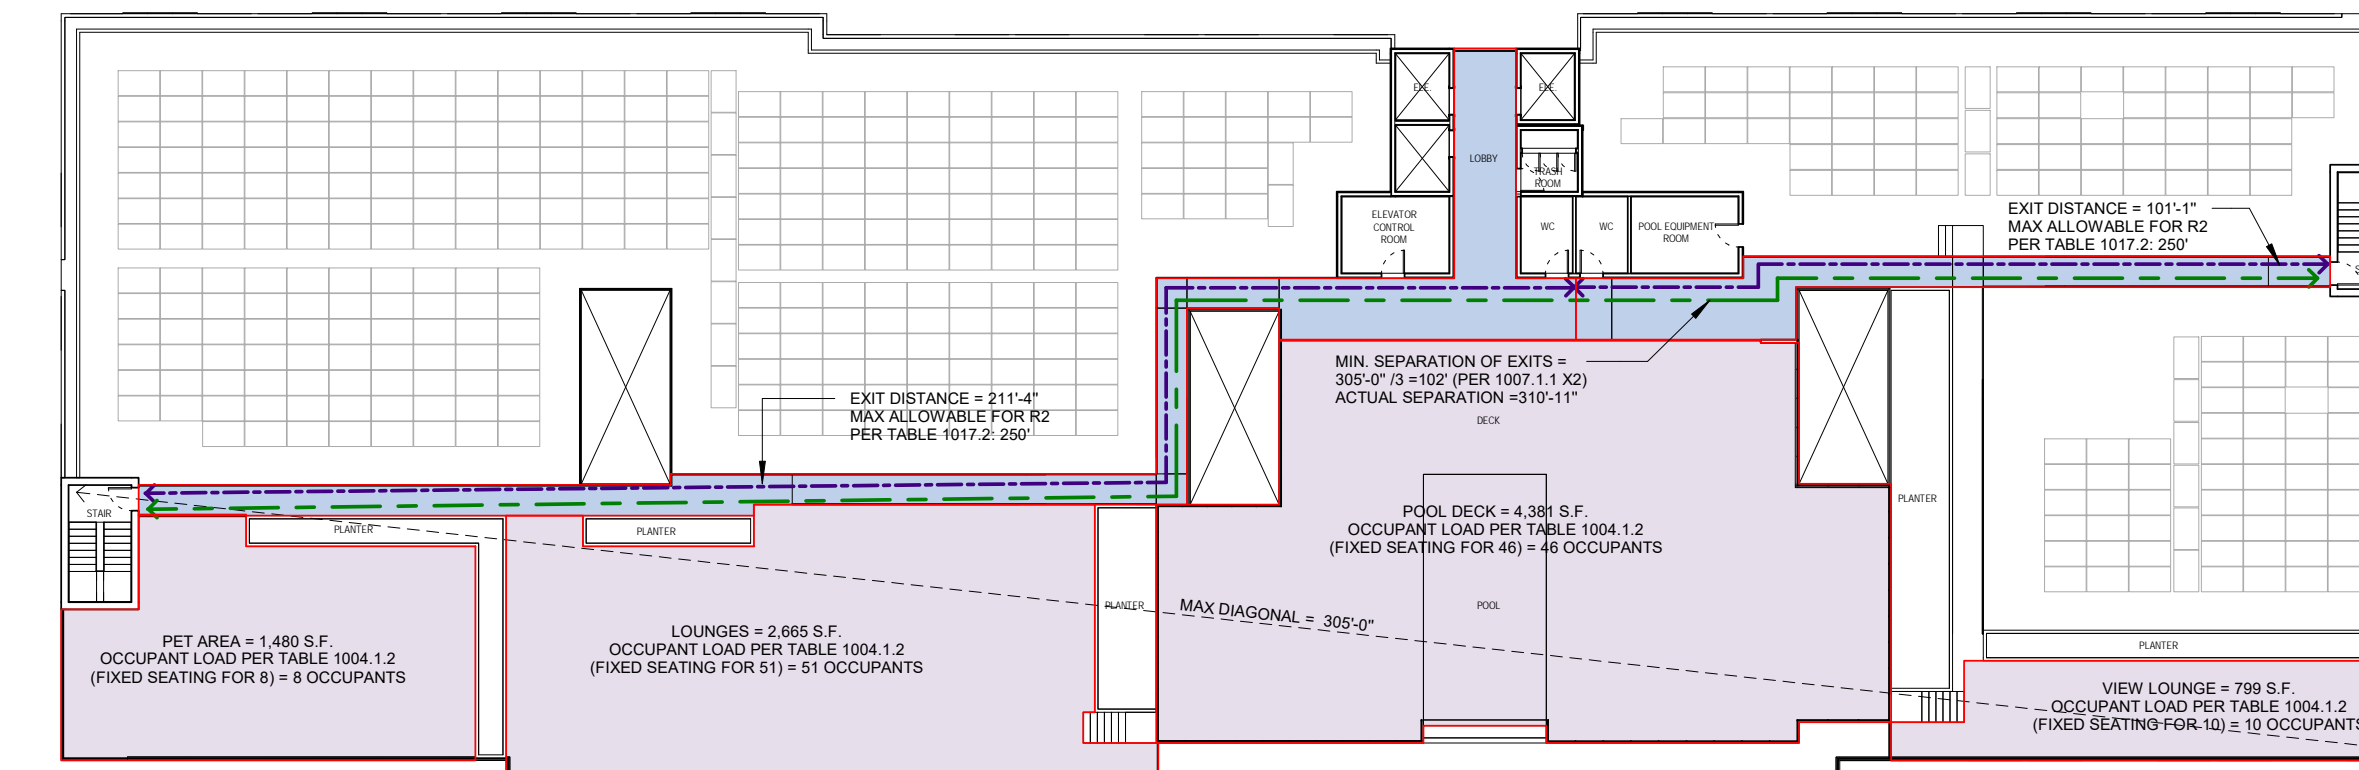 ELE.
ELE.
LOBBY
TRASH
ROOM
ELEVATOR
CONTROL
ROOM
WC
WC
POOL EQUIPMENT
ROOM
EXIT DISTANCE = 101'-1"
MAX ALLOWABLE FOR R2
PER TABLE 1017.2: 250'
MIN. SEPARATION OF EXITS =
305'-0" /3 =102' (PER 1007.1.1 X2)
ACTUAL SEPARATION =310'-11"
DECK
EXIT DISTANCE = 211'-4"
MAX ALLOWABLE FOR R2
PER TABLE 1017.2: 250'
STAIR
PLANTER
PLANTER
PLANTER
POOL DECK = 4,381 S.F.
OCCUPANT LOAD PER TABLE 1004.1.2
(FIXED SEATING FOR 46) = 46 OCCUPANTS
PLANTER
POOL
MAX DIAGONAL = 305'-0"
PET AREA = 1,480 S.F.
OCCUPANT LOAD PER TABLE 1004.1.2
(FIXED SEATING FOR 8) = 8 OCCUPANTS
LOUNGES = 2,665 S.F.
OCCUPANT LOAD PER TABLE 1004.1.2
(FIXED SEATING FOR 51) = 51 OCCUPANTS
PLANTER
VIEW LOUNGE = 799 S.F.
OCCUPANT LOAD PER TABLE 1004.1.2
(FIXED SEATING FOR 10) = 10 OCCUPANTS